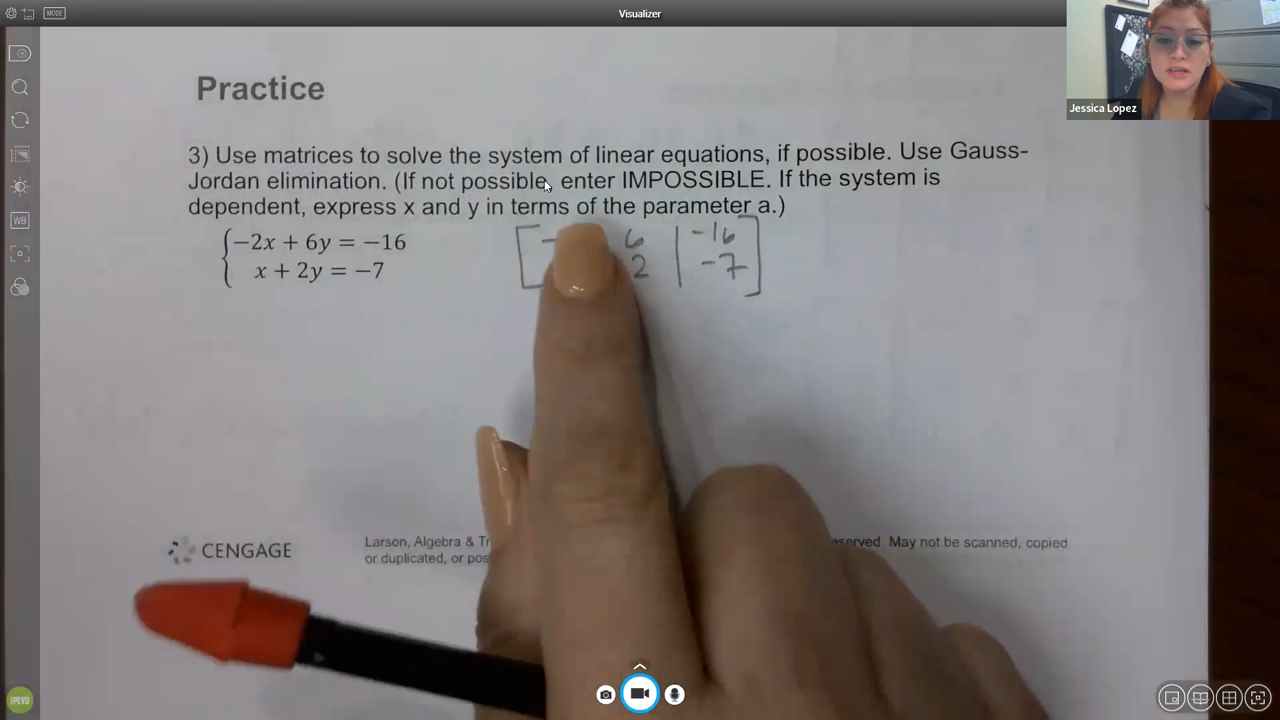 MODE
Visualizer
Jessica Lopez
WB
IPEVO
Practice
3) Use matrices to solve the system of linear equations, if possible. Use Gauss-
Jordan elimination. (If not possible, enter IMPOSSIBLE. If the system is
dependent, express x and y in terms of the parameter a.)
−2x + 6y = −16
x + 2y = −7
6 | -16
2 | -7
CENGAGE
Larson, Algebra & served. May not be scanned, copied
or duplicated, or